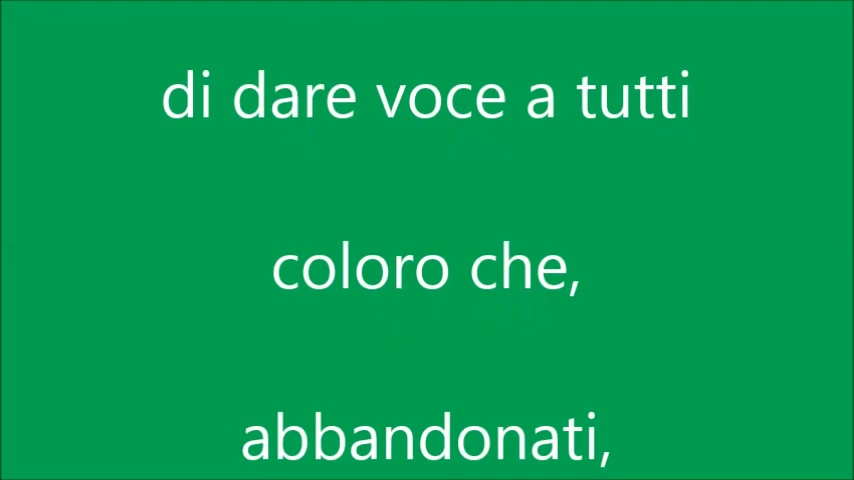 di dare voce a tutti
coloro che,
abbandonati,